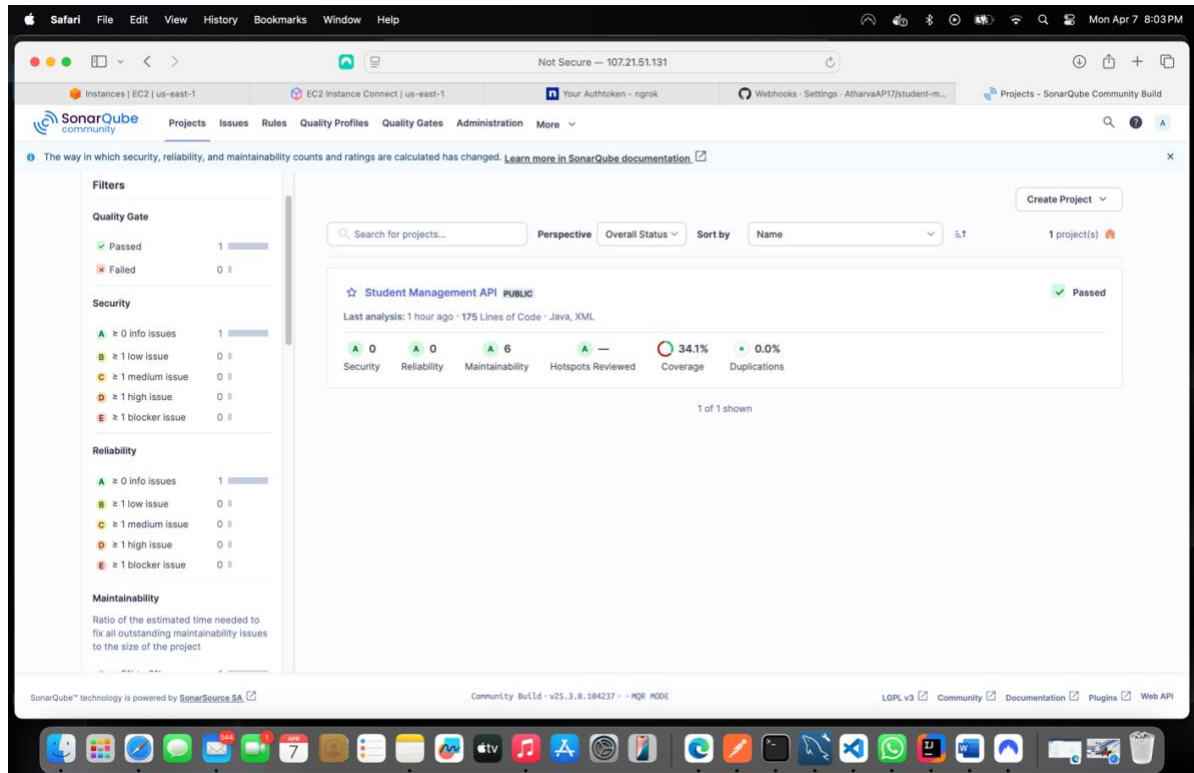 Safari File Edit View History Bookmarks Window Help Mon Apr 7 8:03 PM
Not Secure — 107.21.51.131
Instances | EC2 | us-east-1 EC2 Instance Connect | us-east-1 Your Authtoken - ngrok Webhooks · Settings · AtharvaAP17/student-m... Projects - SonarQube Community Build
SonarQube community Projects Issues Rules Quality Profiles Quality Gates Administration More A
The way in which security, reliability, and maintainability counts and ratings are calculated has changed. Learn more in SonarQube documentation
Filters
Quality Gate
Passed 1
Failed 0
Security
A ≥ 0 info issues 1
B ≥ 1 low issue 0
C ≥ 1 medium issue 0
D ≥ 1 high issue 0
E ≥ 1 blocker issue 0
Reliability
A ≥ 0 info issues 1
B ≥ 1 low issue 0
C ≥ 1 medium issue 0
D ≥ 1 high issue 0
E ≥ 1 blocker issue 0
Maintainability
Ratio of the estimated time needed to
fix all outstanding maintainability issues
to the size of the project
Create Project
Search for projects... Perspective Overall Status Sort by Name 1 project(s)
Student Management API PUBLIC Passed
Last analysis: 1 hour ago · 175 Lines of Code · Java, XML
A 0 A 0 A 6 A — 34.1% 0.0%
Security Reliability Maintainability Hotspots Reviewed Coverage Duplications
1 of 1 shown
SonarQube™ technology is powered by SonarSource SA Community Build · v25.3.0.104237 · · MQR MODE LGPL v3 Community Documentation Plugins Web API
544 1
APR
7
tv